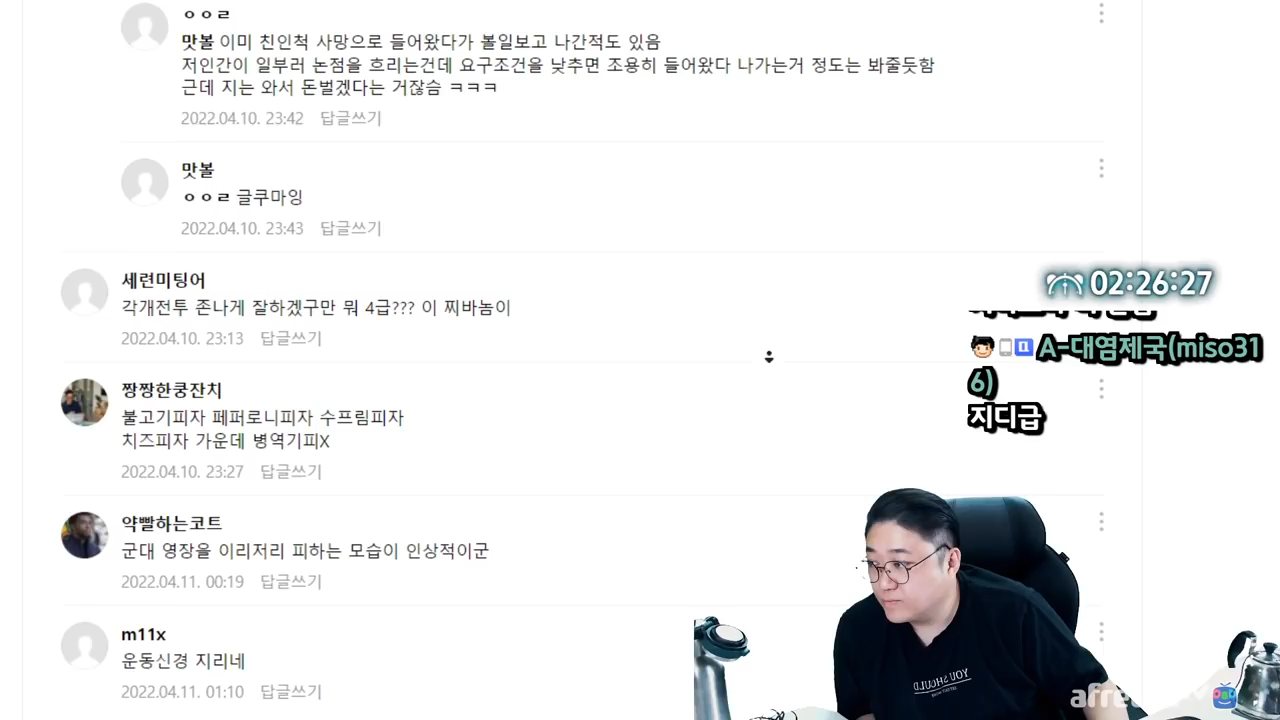 ㅇㅇㄹ
맛볼 이미 친인척 사망으로 들어왔다가 볼일보고 나간적도 있음
저인간이 일부러 논점을 흐리는건데 요구조건을 낮추면 조용히 들어왔다 나가는거 정도는 봐줄듯함
근데 지는 와서 돈벌겠다는 거잖슴 ㅋㅋㅋ
2022.04.10. 23:42 답글쓰기
맛볼
ㅇㅇㄹ 글쿠마잉
2022.04.10. 23:43 답글쓰기
세련미팅어
각개전투 존나게 잘하겠구만 뭐 4급??? 이 찌바놈이
2022.04.10. 23:13 답글쓰기
02:26:27
A-대염제국(miso31
6)
지디급
짱짱한쿵잔치
불고기피자 페퍼로니피자 수프림피자
치즈피자 가운데 병역기피X
2022.04.10. 23:27 답글쓰기
약빨하는코트
군대 영장을 이리저리 피하는 모습이 인상적이군
2022.04.11. 00:19 답글쓰기
m11x
운동신경 지리네
2022.04.11. 01:10 답글쓰기
YOU SHOULD